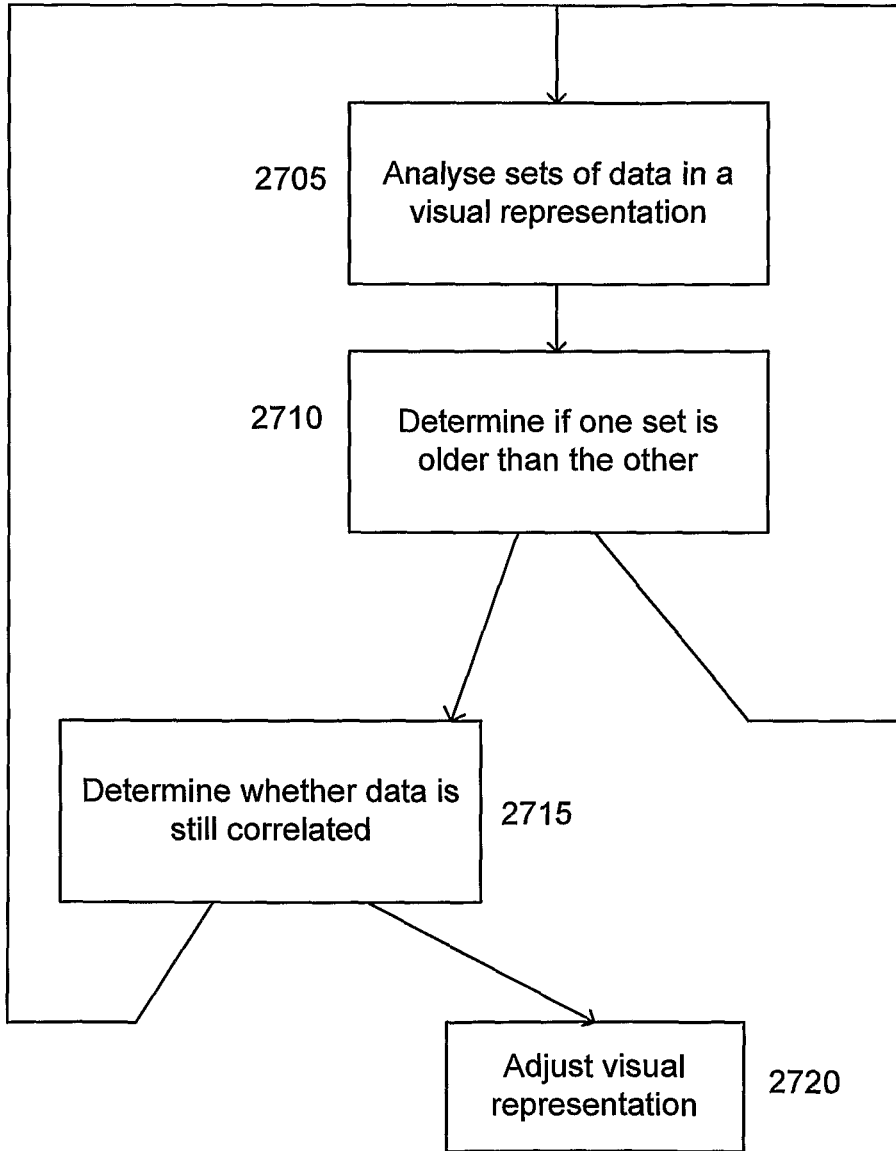 2705
Analyse sets of data in a
visual representation
2710
Determine if one set is
older than the other
Determine whether data is
still correlated
2715
Adjust visual
representation
2720